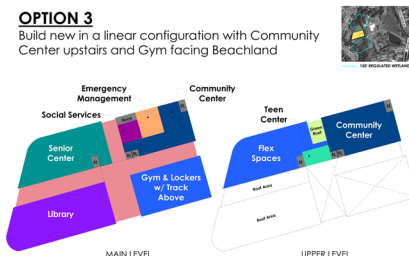 OPTION 3
Build new in a linear configuration with Community
Center upstairs and Gym facing Beachland
100' REGULATED WETLAND
Emergency
Management
Community
Center
Social Services
Senior
Center
Gym & Lockers
w/ Track
Above
Library
MAIN LEVEL
Teen
Center
Green
Roof
Community
Center
Flex
Spaces
Roof Area
Roof Area
UPPER LEVEL